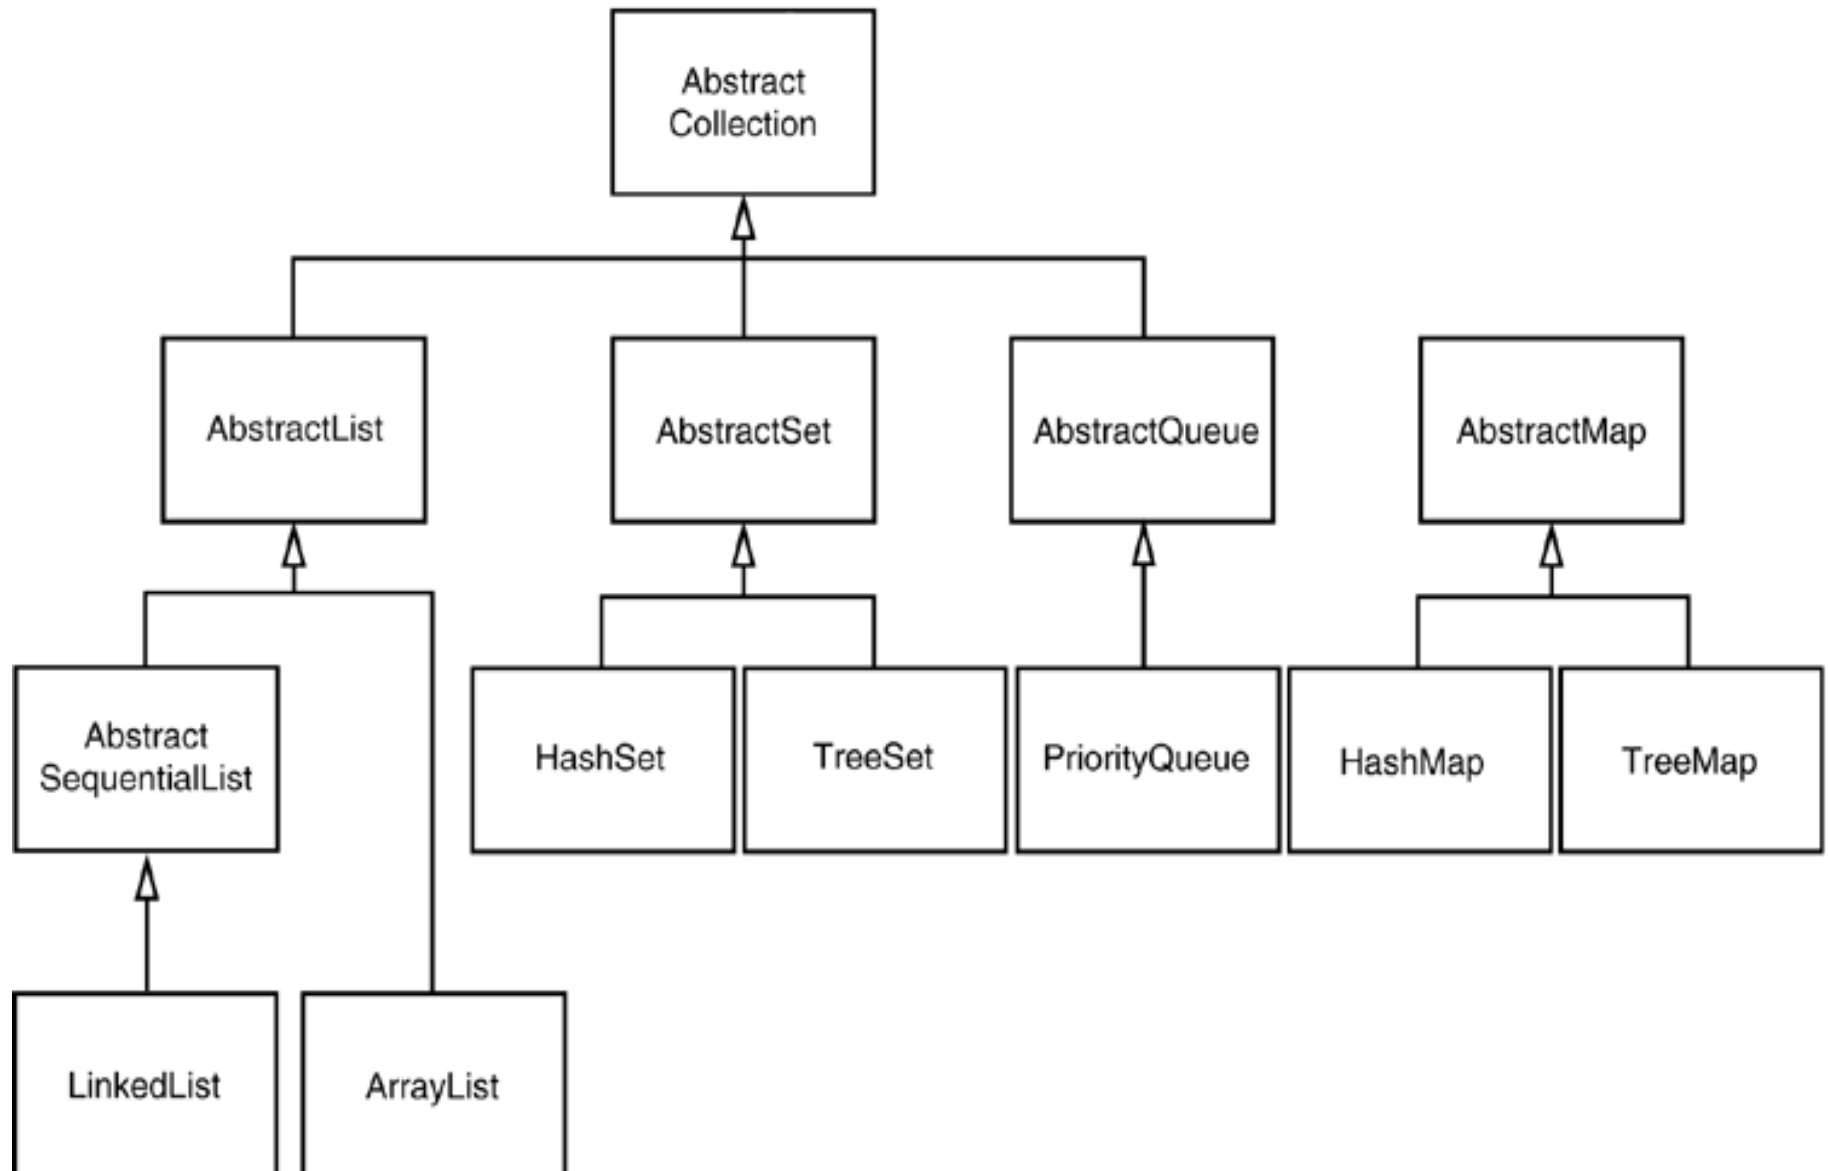 Abstract
Collection
AbstractList
AbstractSet
AbstractQueue
AbstractMap
Abstract
SequentialList
HashSet
TreeSet
PriorityQueue
HashMap
TreeMap
LinkedList
ArrayList